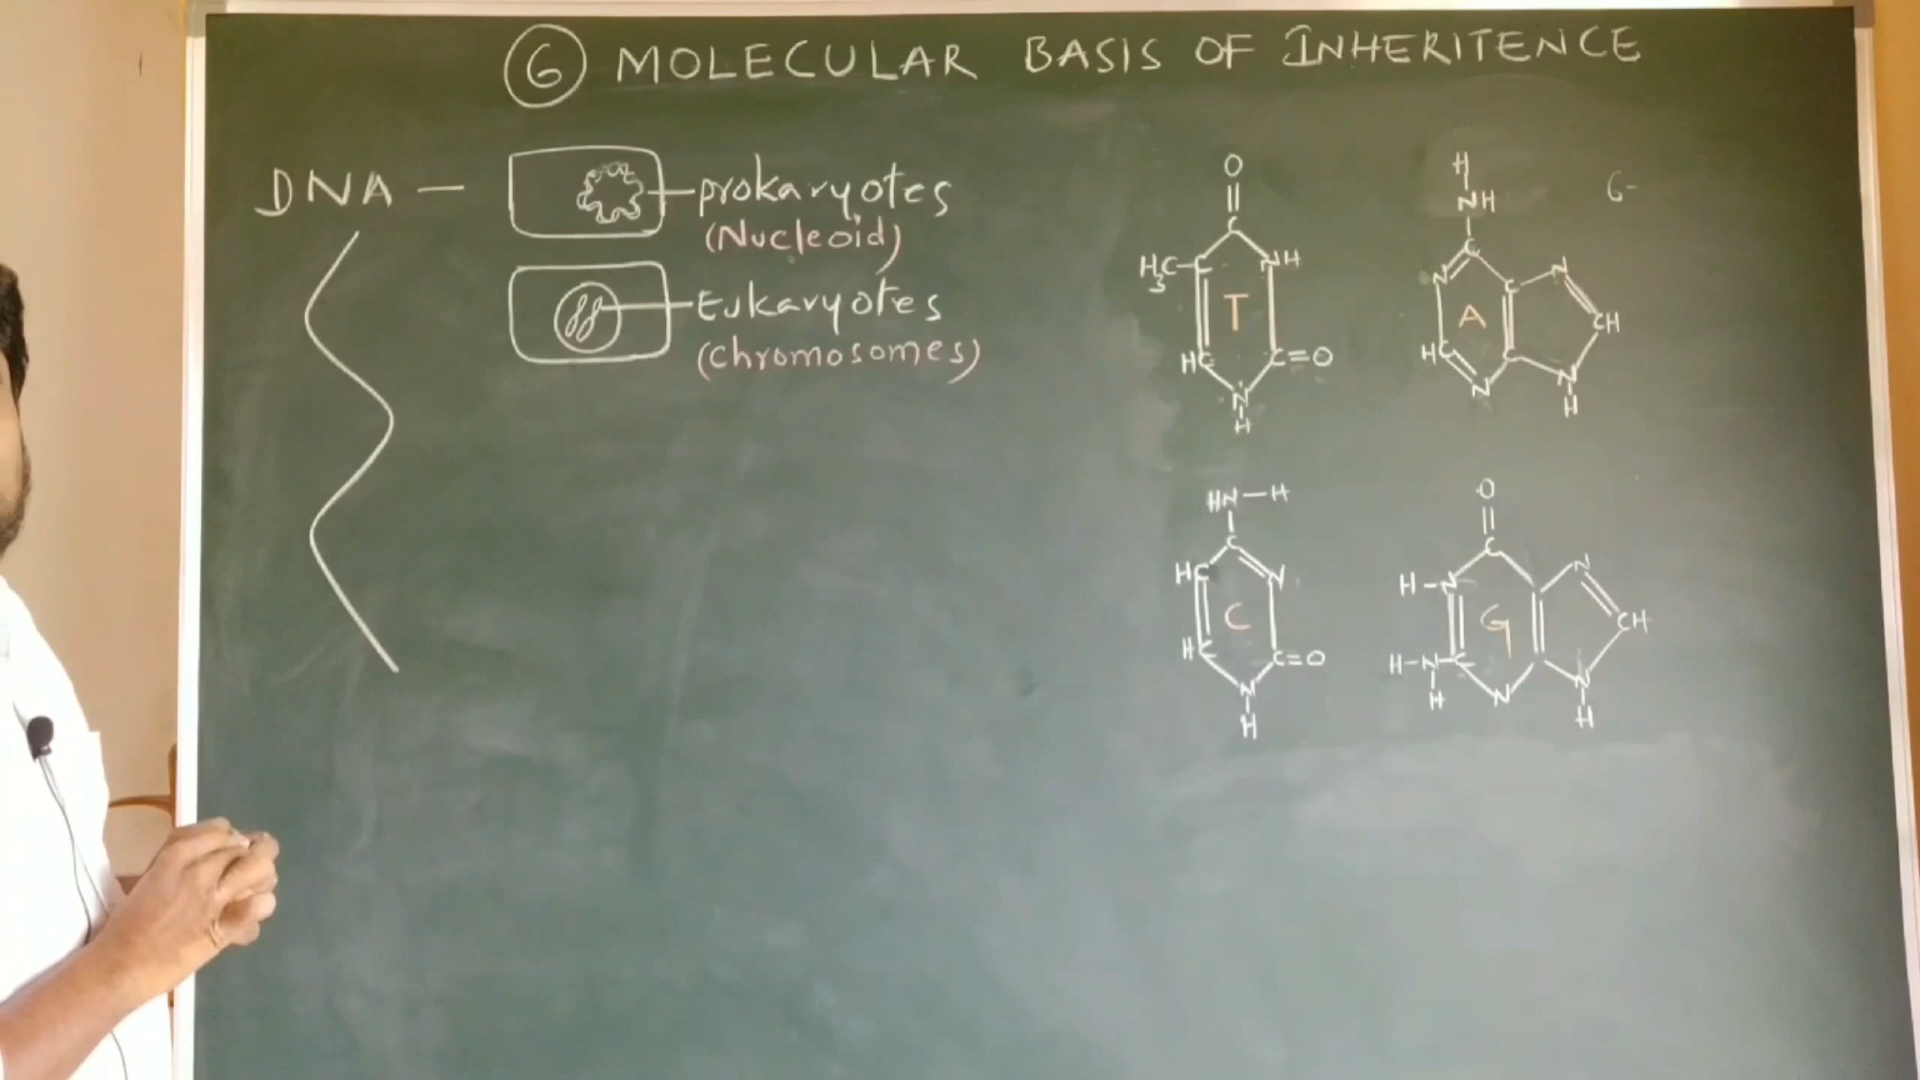 6 MOLECULAR BASIS OF INHERITENCE
DNA —
prokaryotes
(Nucleoid)
Eukaryotes
(chromosomes)
O
C
H₃C C NH
T
HC C=O
N
H
H
NH
C
N C N
A CH
HC C N
N H
6-
HN—H
C
HC N
C
HC C=O
N
H
O
C
H-N N
G CH
H-N C N
H N H